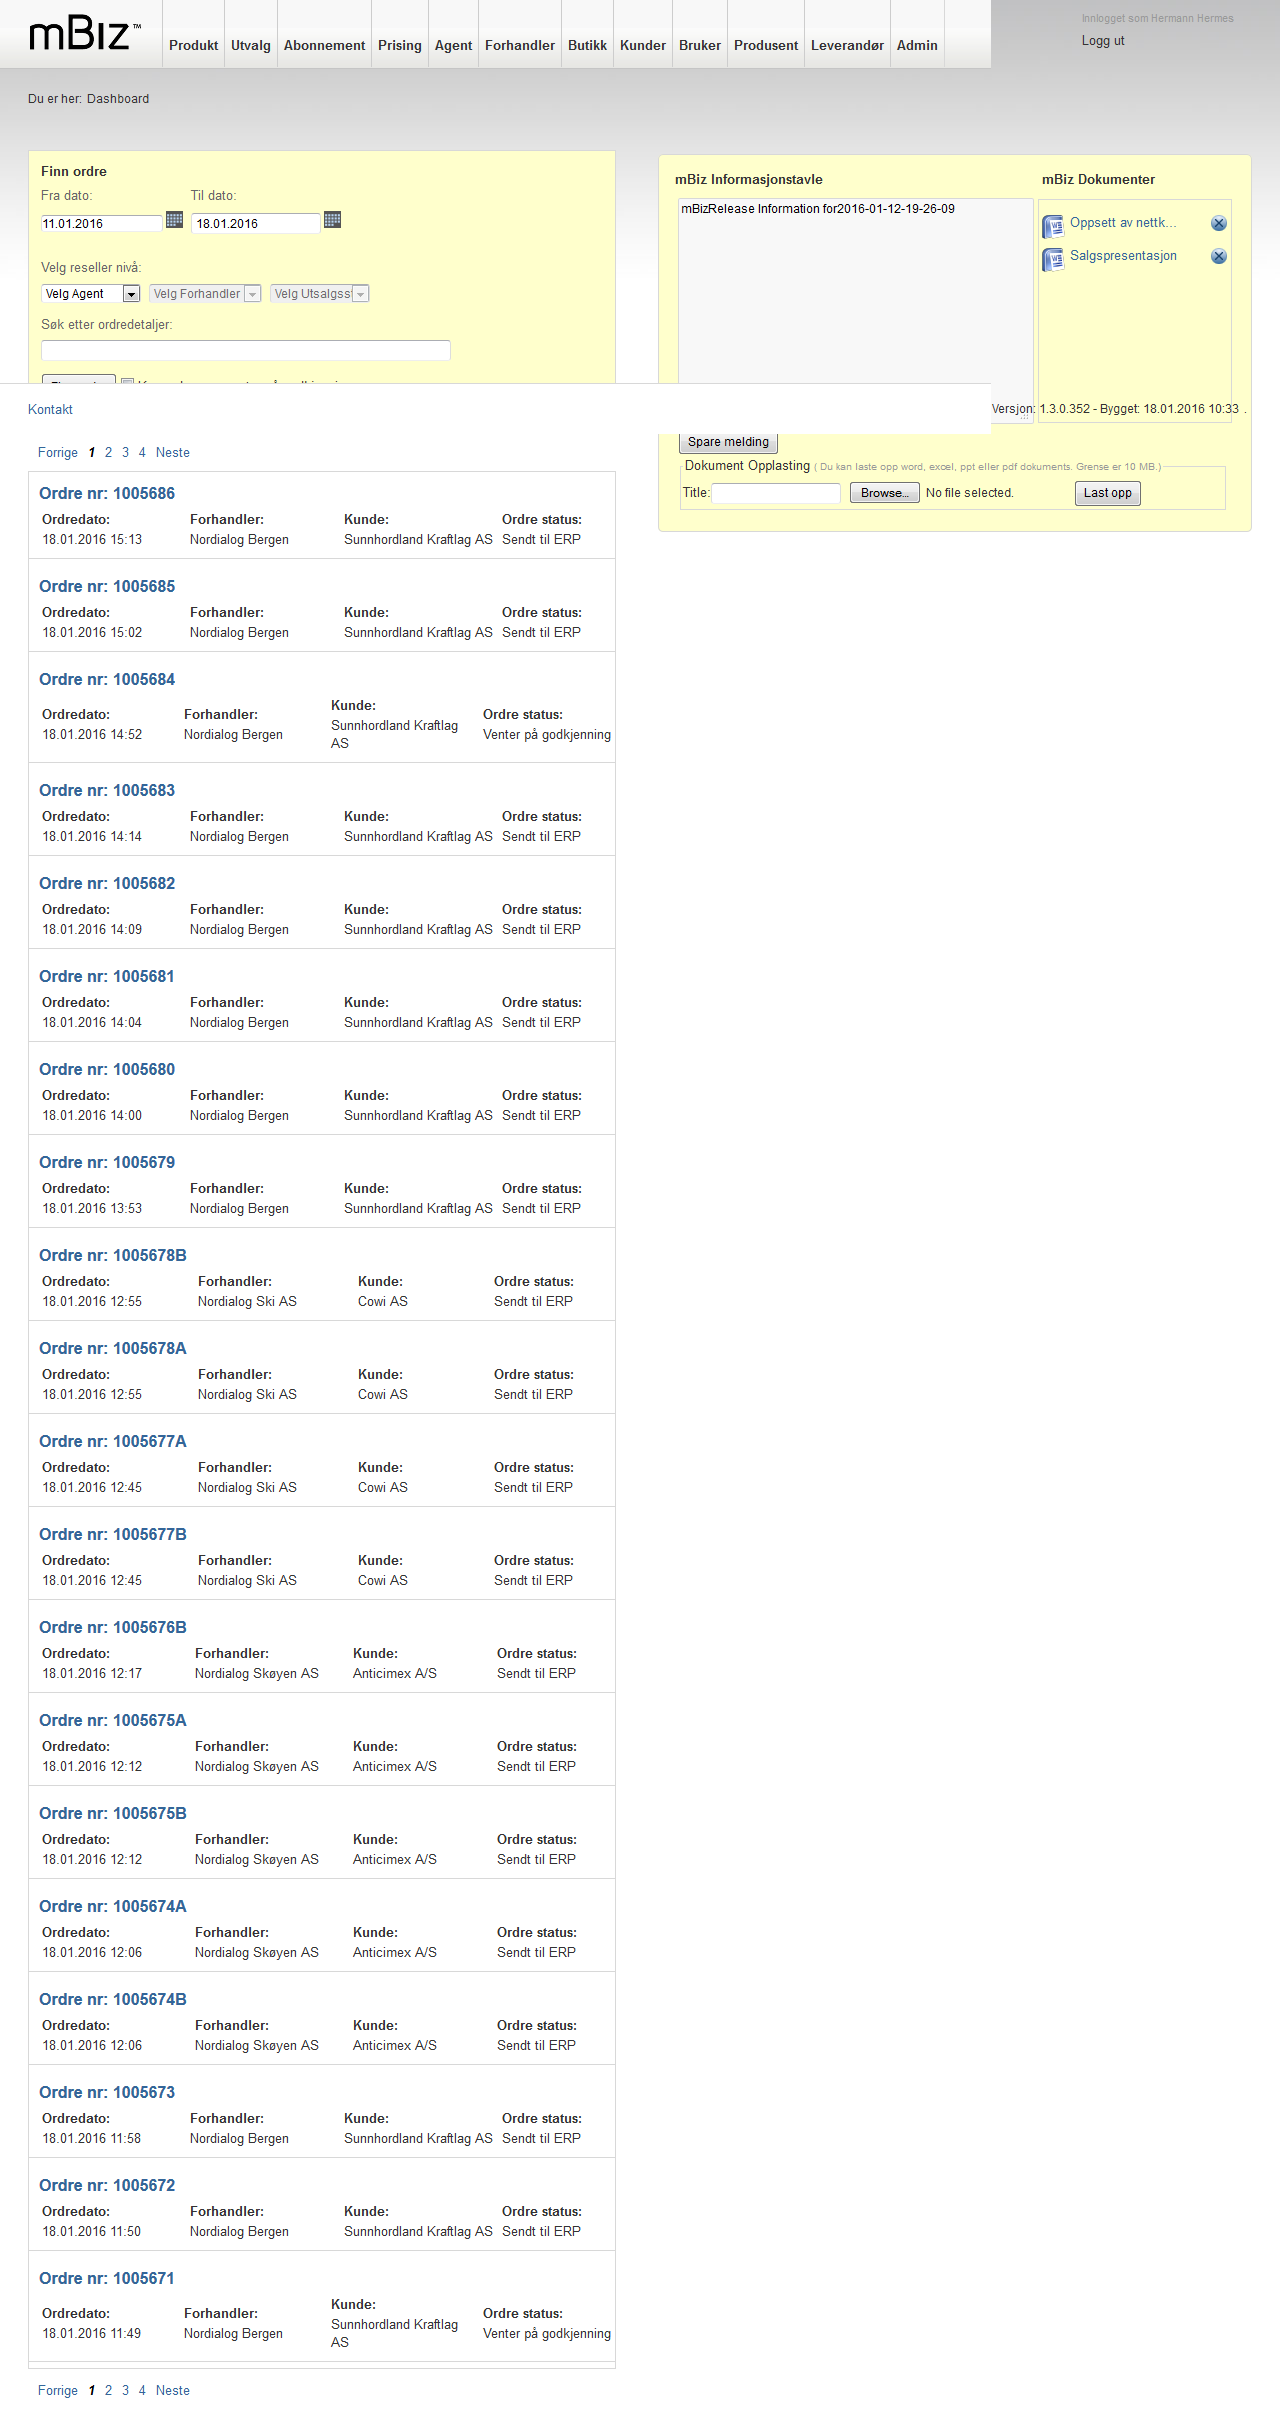 mBiz™
Produkt Utvalg Abonnement Prising Agent Forhandler Butikk Kunder Bruker Produsent Leverandør Admin
Innlogget som Hermann Hermes
Logg ut
Du er her: Dashboard
Finn ordre
Fra dato: Til dato:
11.01.2016 18.01.2016
Velg reseller nivå:
Velg Agent Velg Forhandler Velg Utsalgsst
Søk etter ordredetaljer:
mBiz Informasjonstavle mBiz Dokumenter
mBizRelease Information for2016-01-12-19-26-09
Oppsett av nettk...
Salgspresentasjon
Kontakt
Versjon: 1.3.0.352 - Bygget: 18.01.2016 10:33 .
Spare melding
Dokument Opplasting ( Du kan laste opp word, excel, ppt eller pdf dokuments. Grense er 10 MB.)
Title: Browse... No file selected. Last opp
Forrige 1 2 3 4 Neste
Ordre nr: 1005686
Ordredato: Forhandler: Kunde: Ordre status:
18.01.2016 15:13 Nordialog Bergen Sunnhordland Kraftlag AS Sendt til ERP
Ordre nr: 1005685
Ordredato: Forhandler: Kunde: Ordre status:
18.01.2016 15:02 Nordialog Bergen Sunnhordland Kraftlag AS Sendt til ERP
Ordre nr: 1005684
Ordredato: Forhandler: Kunde: Ordre status:
18.01.2016 14:52 Nordialog Bergen Sunnhordland Kraftlag Venter på godkjenning
AS
Ordre nr: 1005683
Ordredato: Forhandler: Kunde: Ordre status:
18.01.2016 14:14 Nordialog Bergen Sunnhordland Kraftlag AS Sendt til ERP
Ordre nr: 1005682
Ordredato: Forhandler: Kunde: Ordre status:
18.01.2016 14:09 Nordialog Bergen Sunnhordland Kraftlag AS Sendt til ERP
Ordre nr: 1005681
Ordredato: Forhandler: Kunde: Ordre status:
18.01.2016 14:04 Nordialog Bergen Sunnhordland Kraftlag AS Sendt til ERP
Ordre nr: 1005680
Ordredato: Forhandler: Kunde: Ordre status:
18.01.2016 14:00 Nordialog Bergen Sunnhordland Kraftlag AS Sendt til ERP
Ordre nr: 1005679
Ordredato: Forhandler: Kunde: Ordre status:
18.01.2016 13:53 Nordialog Bergen Sunnhordland Kraftlag AS Sendt til ERP
Ordre nr: 1005678B
Ordredato: Forhandler: Kunde: Ordre status:
18.01.2016 12:55 Nordialog Ski AS Cowi AS Sendt til ERP
Ordre nr: 1005678A
Ordredato: Forhandler: Kunde: Ordre status:
18.01.2016 12:55 Nordialog Ski AS Cowi AS Sendt til ERP
Ordre nr: 1005677A
Ordredato: Forhandler: Kunde: Ordre status:
18.01.2016 12:45 Nordialog Ski AS Cowi AS Sendt til ERP
Ordre nr: 1005677B
Ordredato: Forhandler: Kunde: Ordre status:
18.01.2016 12:45 Nordialog Ski AS Cowi AS Sendt til ERP
Ordre nr: 1005676B
Ordredato: Forhandler: Kunde: Ordre status:
18.01.2016 12:17 Nordialog Skøyen AS Anticimex A/S Sendt til ERP
Ordre nr: 1005675A
Ordredato: Forhandler: Kunde: Ordre status:
18.01.2016 12:12 Nordialog Skøyen AS Anticimex A/S Sendt til ERP
Ordre nr: 1005675B
Ordredato: Forhandler: Kunde: Ordre status:
18.01.2016 12:12 Nordialog Skøyen AS Anticimex A/S Sendt til ERP
Ordre nr: 1005674A
Ordredato: Forhandler: Kunde: Ordre status:
18.01.2016 12:06 Nordialog Skøyen AS Anticimex A/S Sendt til ERP
Ordre nr: 1005674B
Ordredato: Forhandler: Kunde: Ordre status:
18.01.2016 12:06 Nordialog Skøyen AS Anticimex A/S Sendt til ERP
Ordre nr: 1005673
Ordredato: Forhandler: Kunde: Ordre status:
18.01.2016 11:58 Nordialog Bergen Sunnhordland Kraftlag AS Sendt til ERP
Ordre nr: 1005672
Ordredato: Forhandler: Kunde: Ordre status:
18.01.2016 11:50 Nordialog Bergen Sunnhordland Kraftlag AS Sendt til ERP
Ordre nr: 1005671
Ordredato: Forhandler: Kunde: Ordre status:
18.01.2016 11:49 Nordialog Bergen Sunnhordland Kraftlag Venter på godkjenning
AS
Forrige 1 2 3 4 Neste